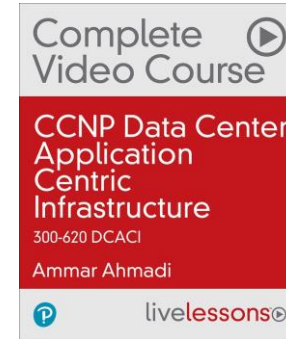 Complete
Video Course
CCNP Data Center
Application
Centric
Infrastructure
300-620 DCACI
Ammar Ahmadi
livelessons